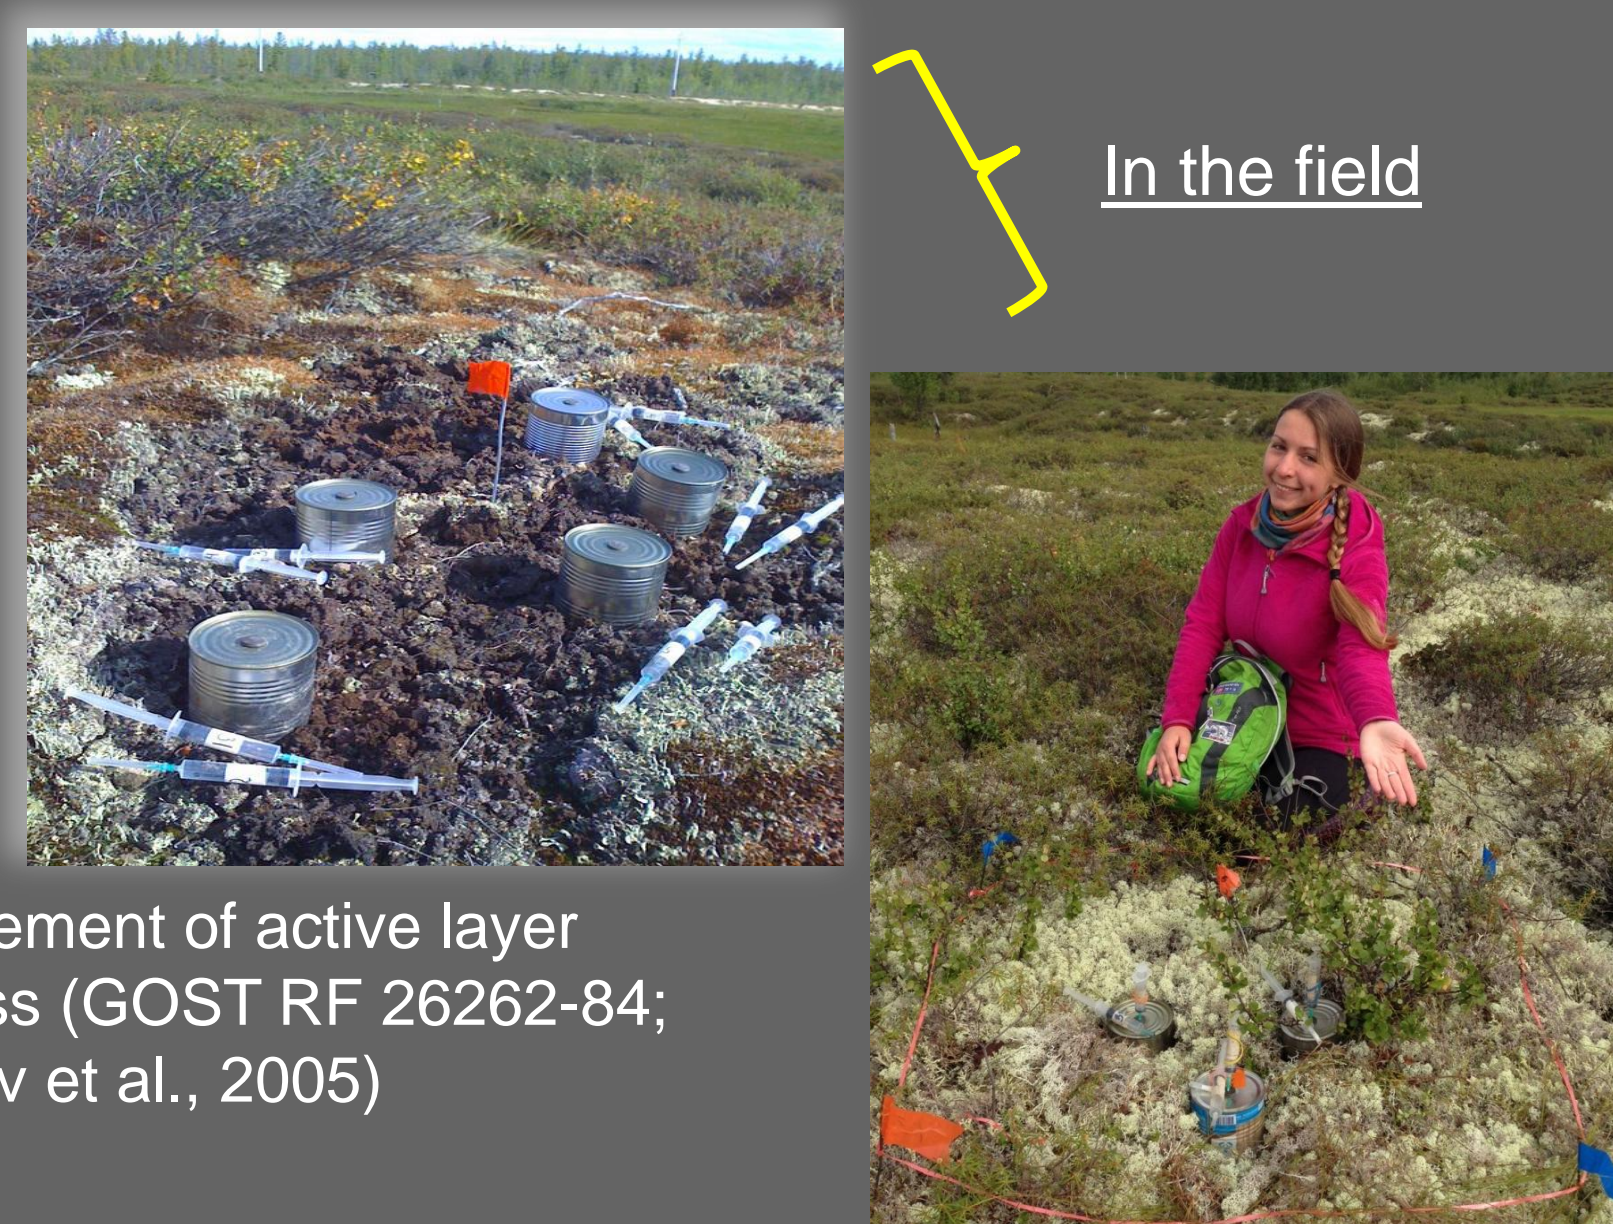 In the field
ement of active layer
ss (GOST RF 26262-84;
v et al., 2005)